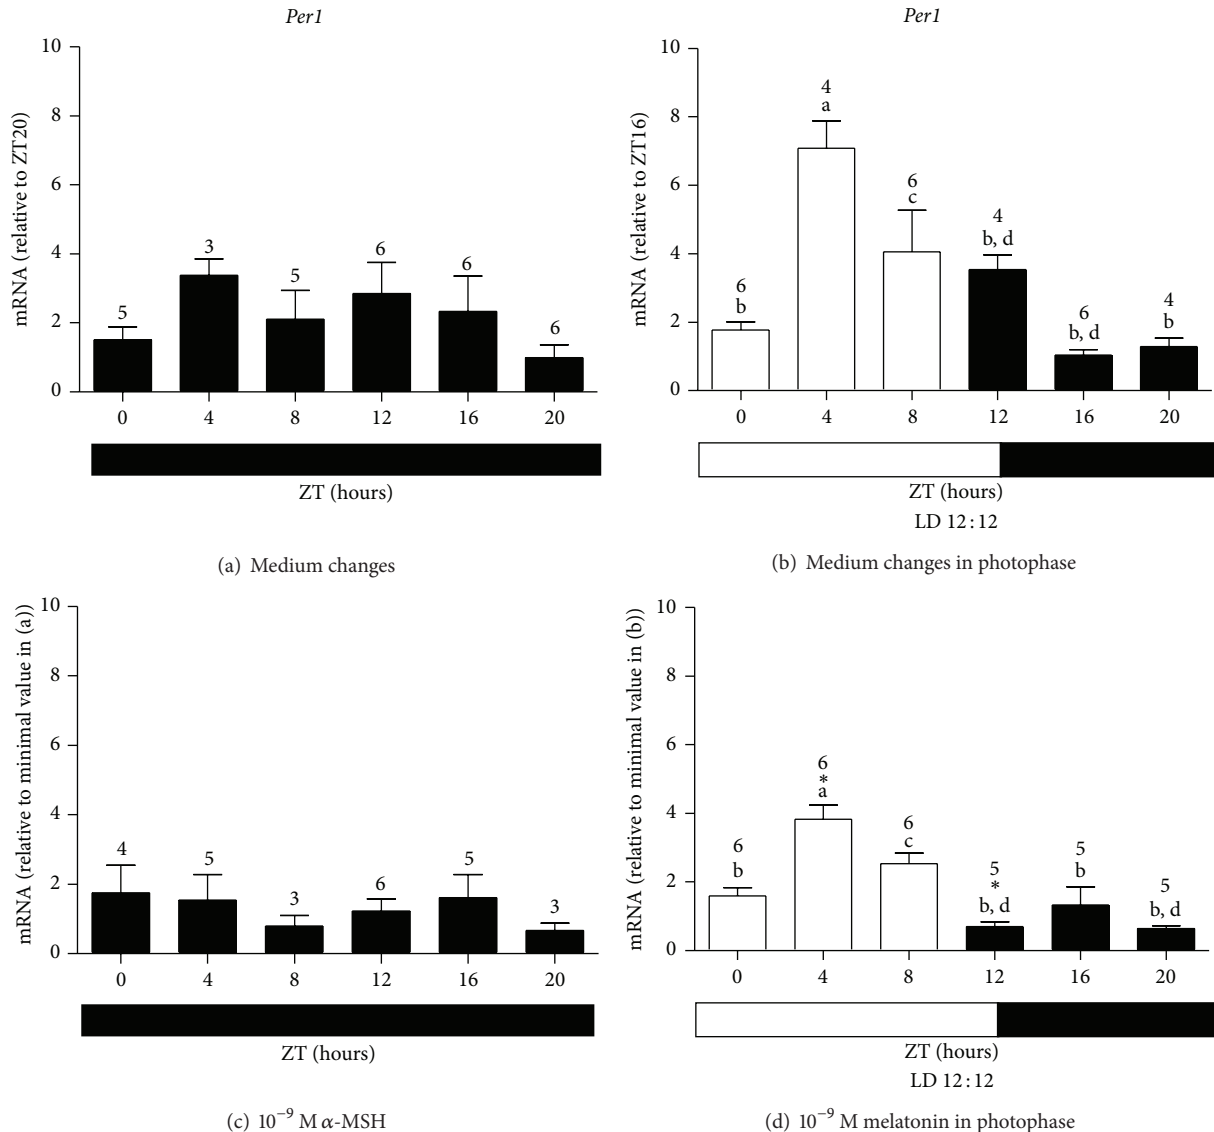 Per1
10
8
6
4
2
0
mRNA (relative to ZT20)
5
3
5
6
6
6
0 4 8 12 16 20
ZT (hours)
(a) Medium changes
Per1
10
8
6
4
2
0
mRNA (relative to ZT16)
6
b
4
a
6
c
4
b, d
6
b, d
4
b
0 4 8 12 16 20
ZT (hours)
LD 12:12
(b) Medium changes in photophase
10
8
6
4
2
0
mRNA (relative to minimal value in (a))
4
5
3
6
5
3
0 4 8 12 16 20
ZT (hours)
(c) 10⁻⁹ M α-MSH
10
8
6
4
2
0
mRNA (relative to minimal value in (b))
6
b
6
*
a
6
c
5
*
b, d
5
b
5
b, d
0 4 8 12 16 20
ZT (hours)
LD 12:12
(d) 10⁻⁹ M melatonin in photophase